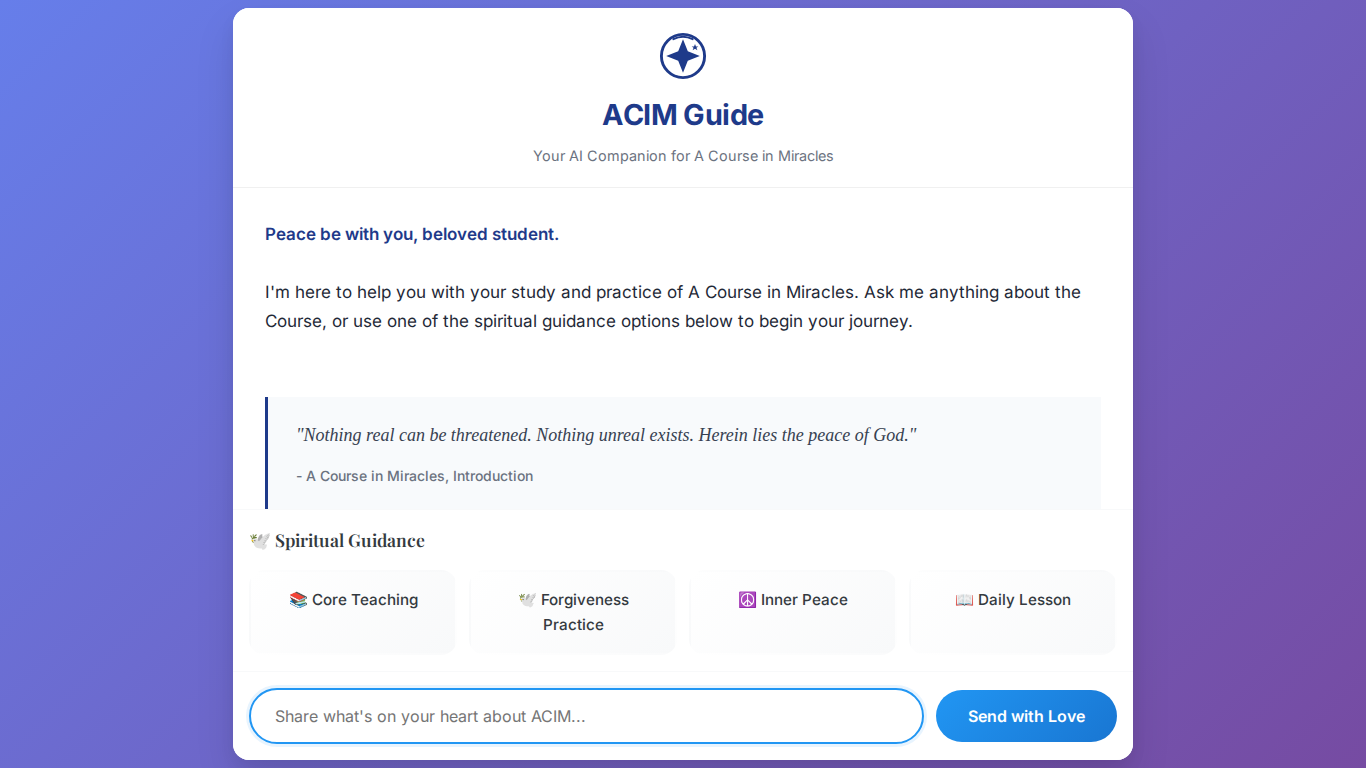 ACIM Guide
Your AI Companion for A Course in Miracles
Peace be with you, beloved student.
I'm here to help you with your study and practice of A Course in Miracles. Ask me anything about the
Course, or use one of the spiritual guidance options below to begin your journey.
"Nothing real can be threatened. Nothing unreal exists. Herein lies the peace of God."
- A Course in Miracles, Introduction
🕊️ Spiritual Guidance
📚 Core Teaching
🕊️ Forgiveness
Practice
☮️ Inner Peace
📖 Daily Lesson
Share what's on your heart about ACIM...
Send with Love